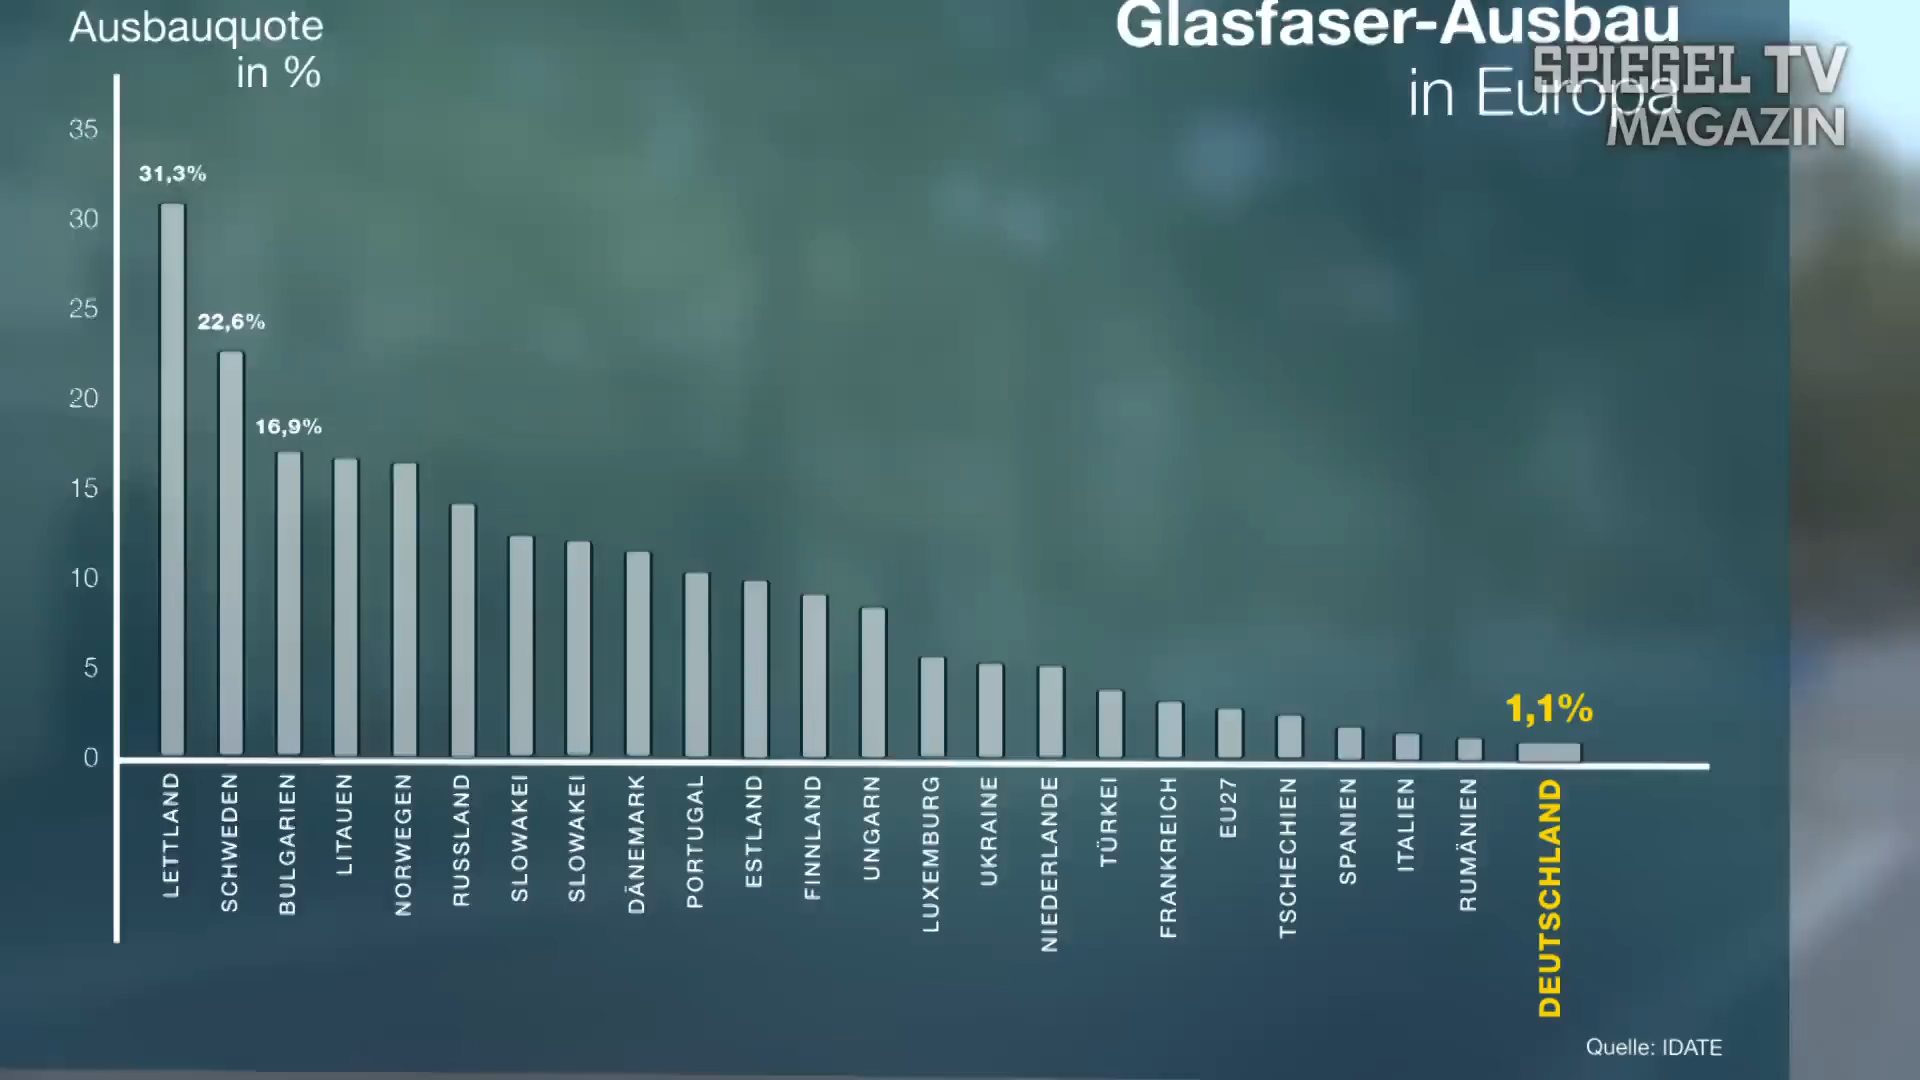 Ausbauquote
in %
Glasfaser-Ausbau
in Europa
SPIEGEL TV
MAGAZIN
35
30
25
20
15
10
5
0
31,3%
22,6%
16,9%
1,1%
LETTLAND
SCHWEDEN
BULGARIEN
LITAUEN
NORWEGEN
RUSSLAND
SLOWAKEI
SLOWAKEI
DÄNEMARK
PORTUGAL
ESTLAND
FINNLAND
UNGARN
LUXEMBURG
UKRAINE
NIEDERLANDE
TÜRKEI
FRANKREICH
EU27
TSCHECHIEN
SPANIEN
ITALIEN
RUMÄNIEN
DEUTSCHLAND
Quelle: IDATE